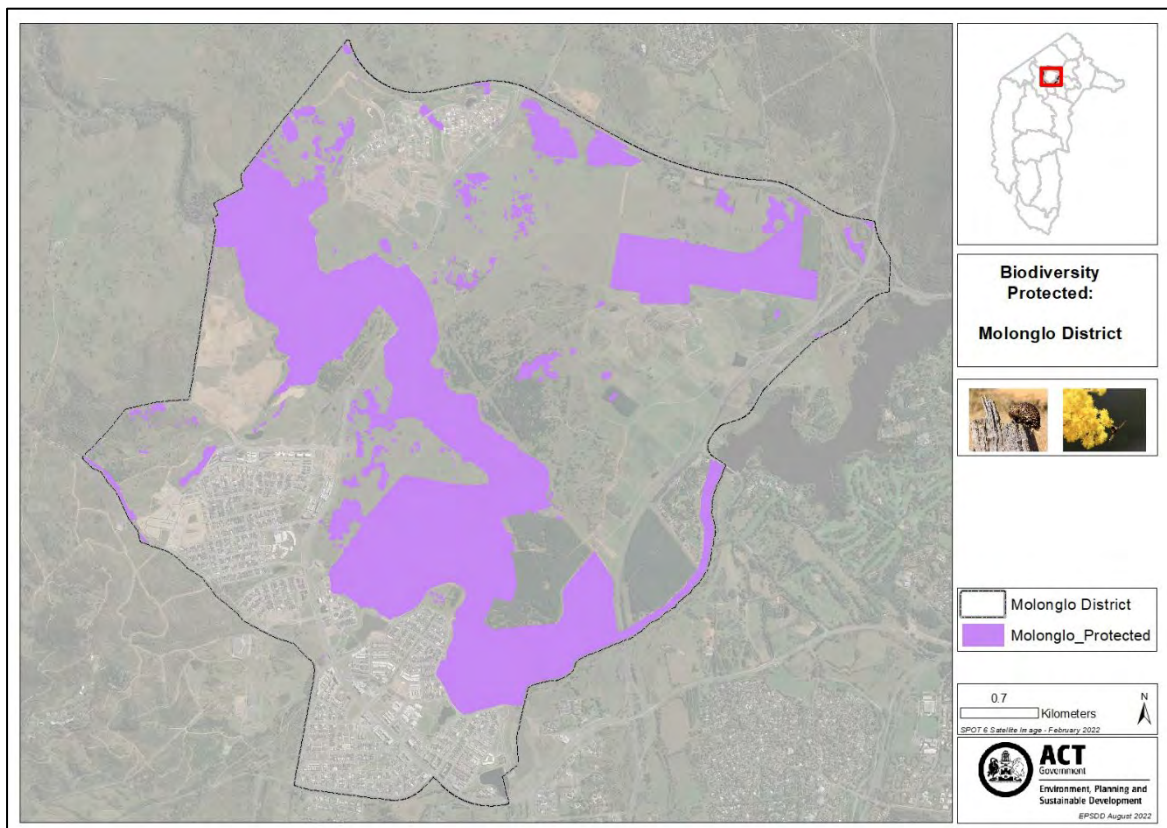 Biodiversity
Protected:
Molonglo District
Molonglo District
Molonglo_Protected
0.7
Kilometers
N
SPOT 6 Satellite Image - February 2022
ACT
Government
Environment, Planning and
Sustainable Development
EPSDD August 2022